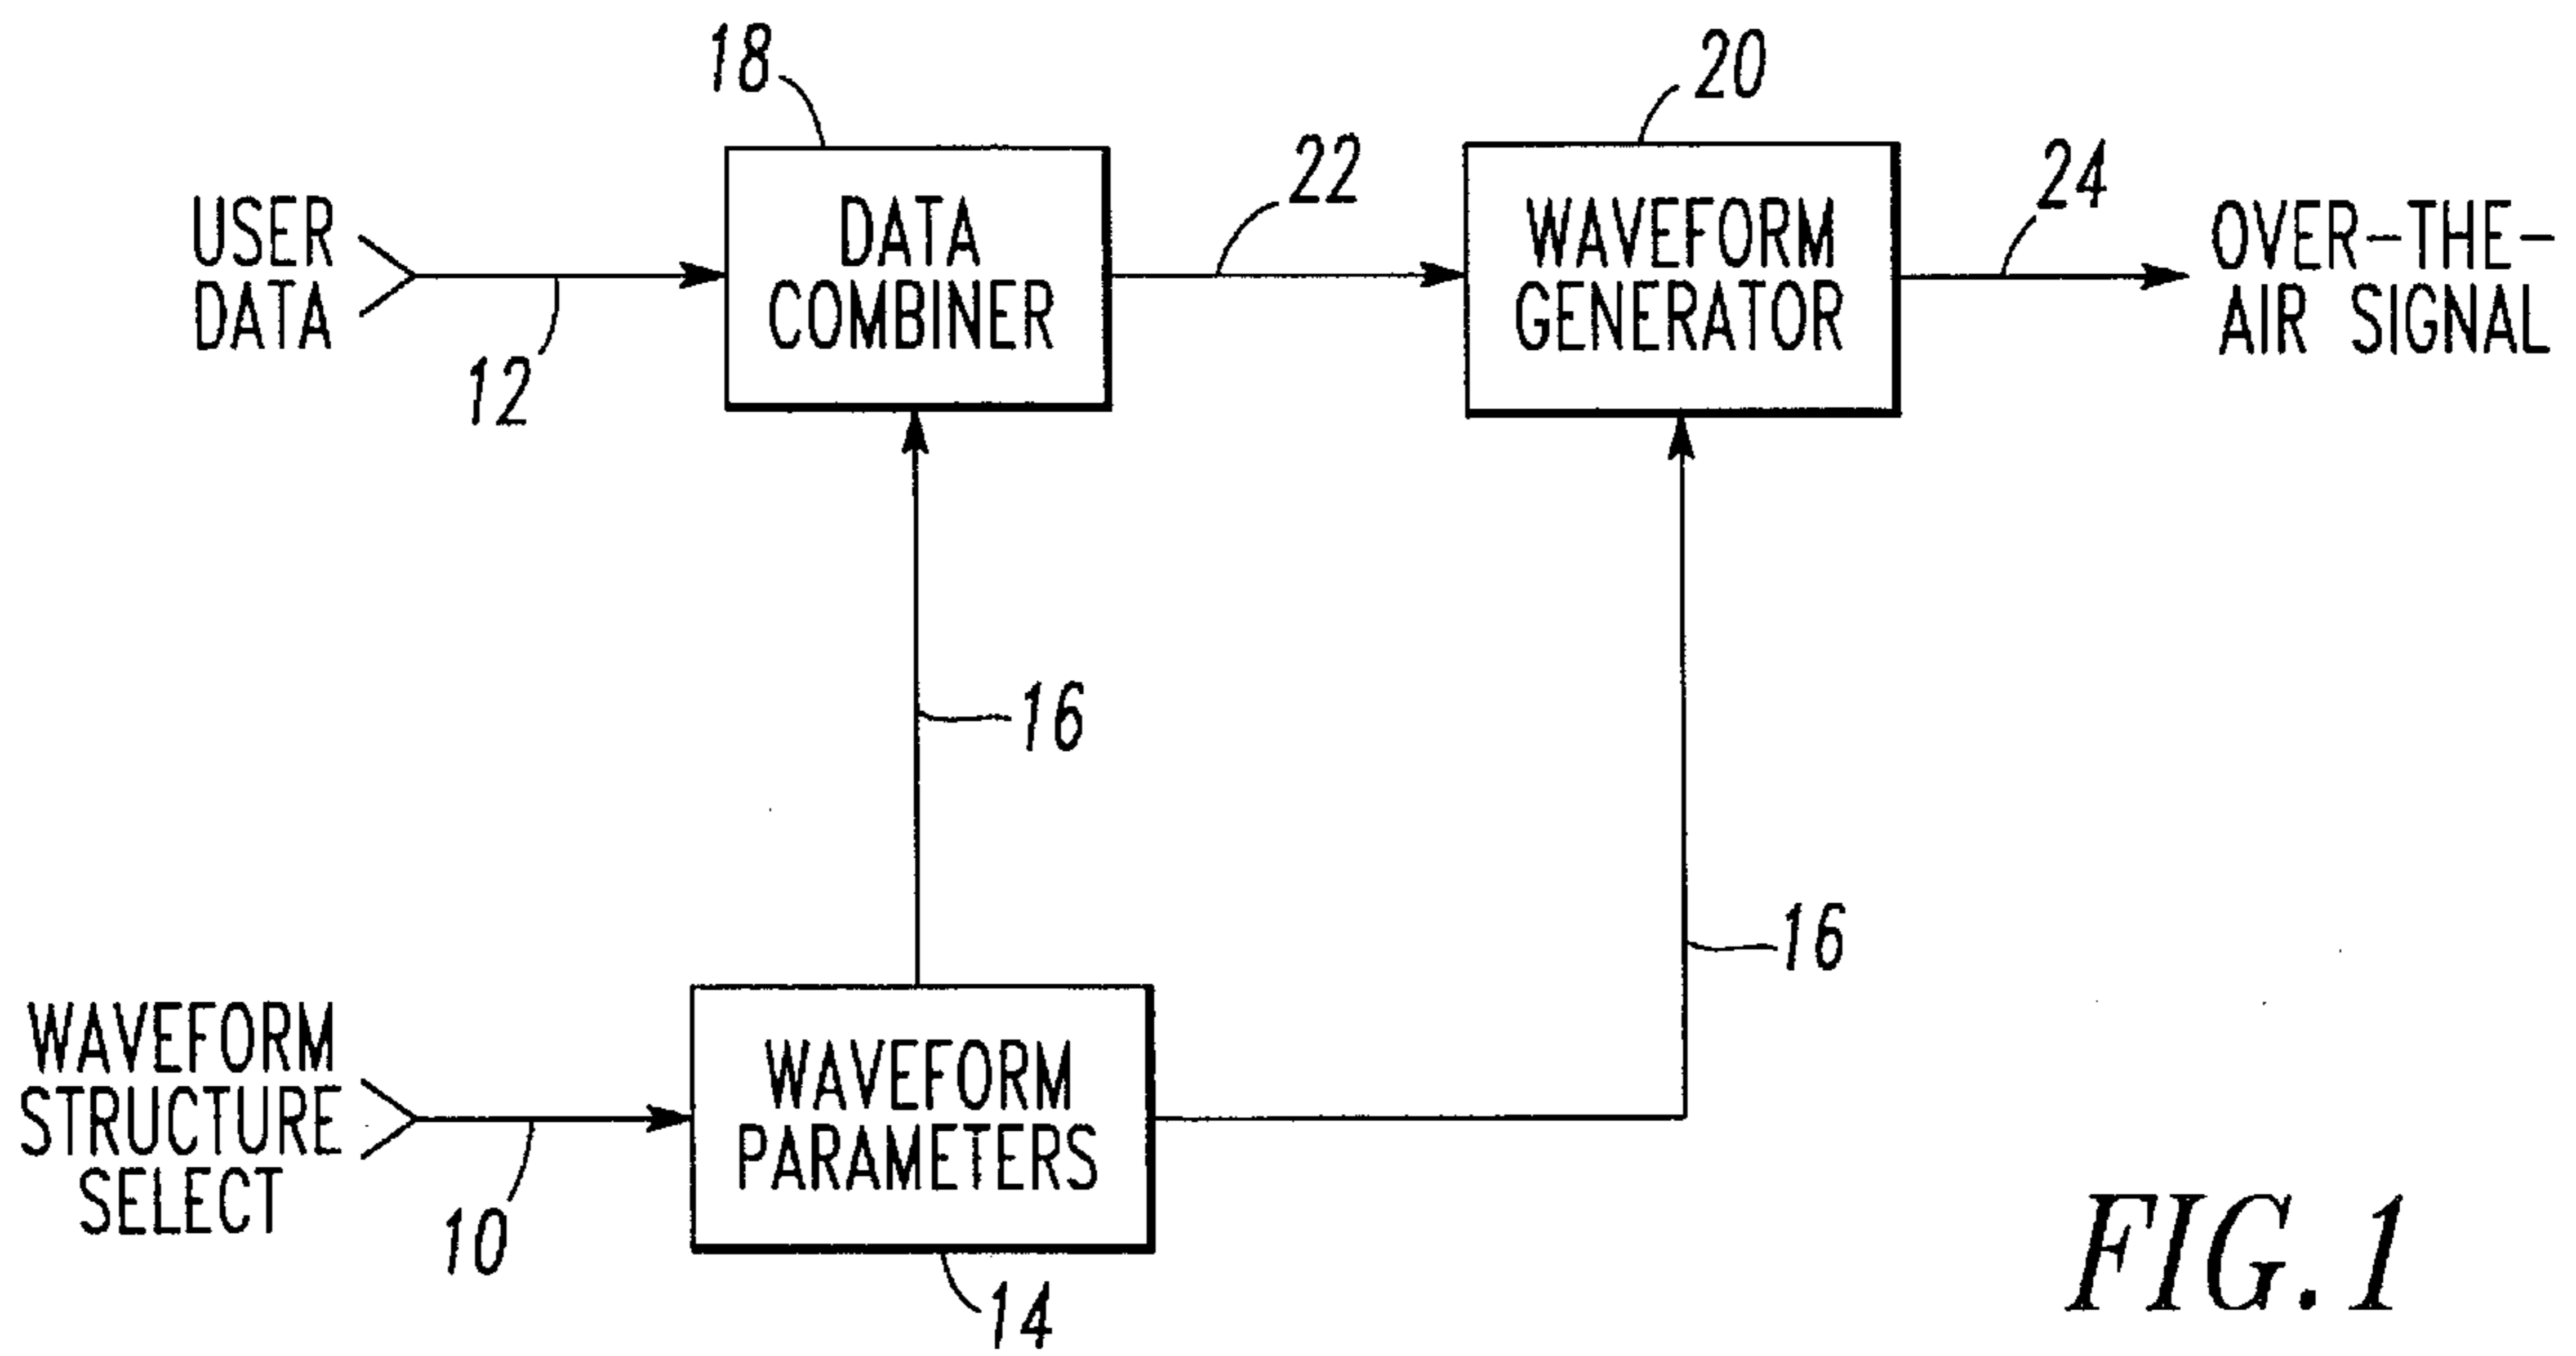 18
20
22
24
USER
DATA
DATA
COMBINER
WAVEFORM
GENERATOR
OVER-THE-
AIR SIGNAL
12
16
16
WAVEFORM
STRUCTURE
SELECT
WAVEFORM
PARAMETERS
10
14
FIG. 1